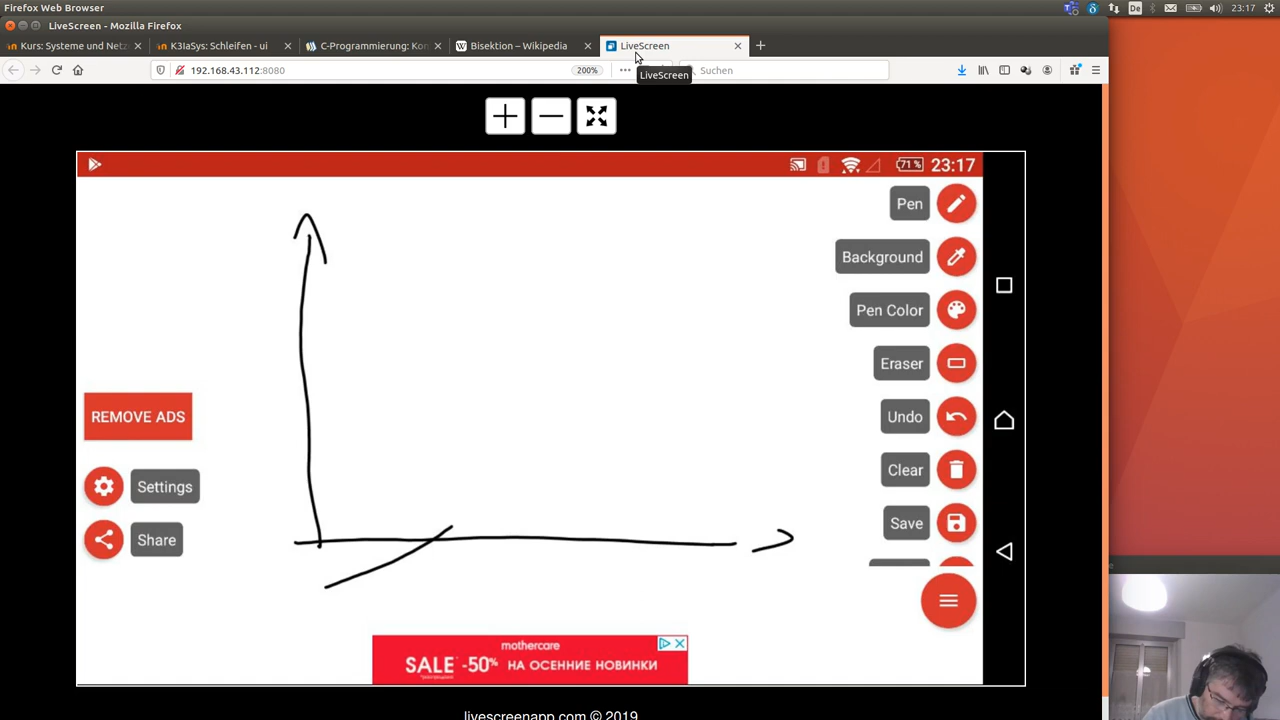 Firefox Web Browser
De
23:17
LiveScreen - Mozilla Firefox
Kurs: Systeme und Netz
K3IaSys: Schleifen - ui
C-Programmierung: Kon
Bisektion – Wikipedia
LiveScreen
192.168.43.112:8080
200%
LiveScreen
Suchen
71 %
23:17
Pen
Background
Pen Color
Eraser
REMOVE ADS
Undo
Clear
Settings
Save
Share
mothercare
SALE -50% НА ОСЕННИЕ НОВИНКИ
livescreenapp.com © 2019